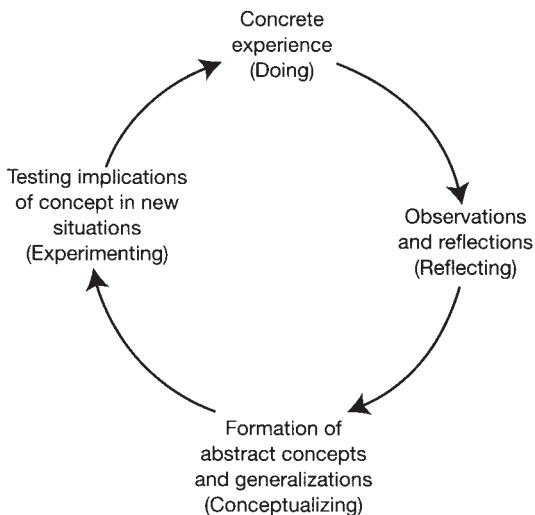 Concrete
experience
(Doing)
Observations
and reflections
(Reflecting)
Formation of
abstract concepts
and generalizations
(Conceptualizing)
Testing implications
of concept in new
situations
(Experimenting)